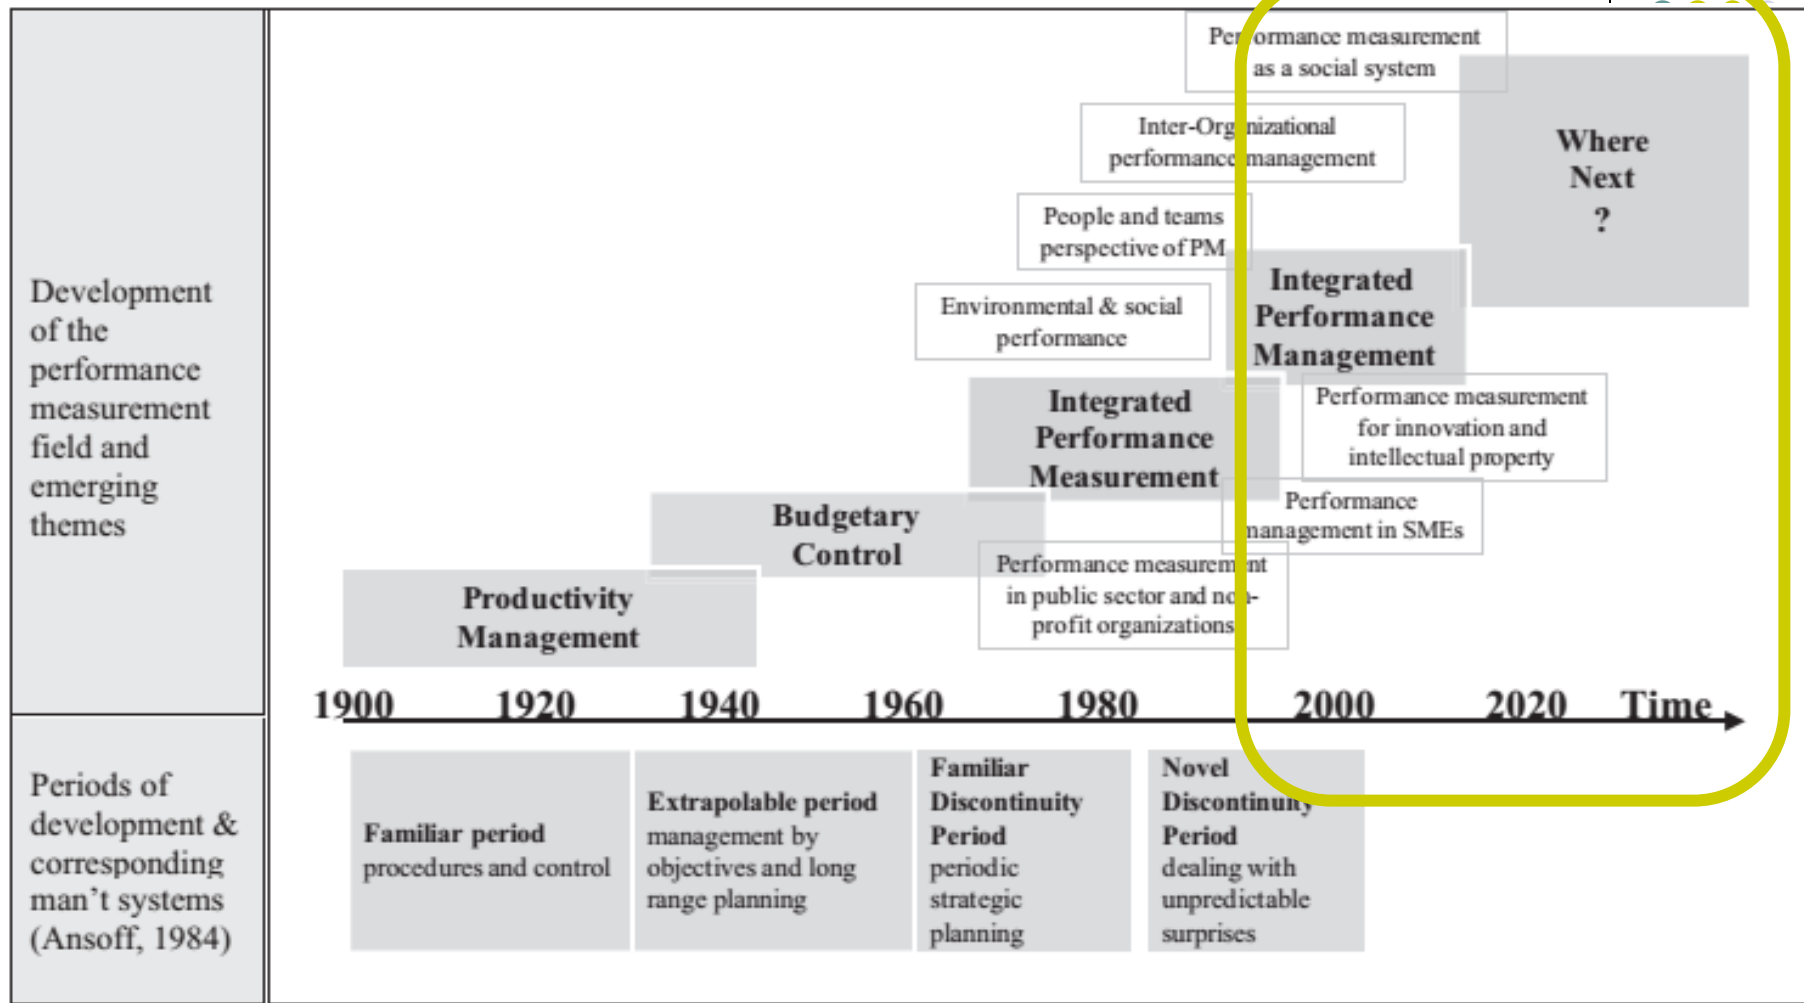 Performance measurement
as a social system
Inter-Organizational
performance management
People and teams
perspective of PM
Environmental & social
performance
Where
Next
?
Integrated
Performance
Management
Integrated
Performance
Measurement
Performance measurement
for innovation and
intellectual property
Performance
management in SMEs
Budgetary
Control
Performance measurement
in public sector and non-
profit organizations
Productivity
Management
Development
of the
performance
measurement
field and
emerging
themes
1900 1920 1940 1960 1980 2000 2020 Time
Periods of
development &
corresponding
man't systems
(Ansoff, 1984)
Familiar period
procedures and control
Extrapolable period
management by
objectives and long
range planning
Familiar
Discontinuity
Period
periodic
strategic
planning
Novel
Discontinuity
Period
dealing with
unpredictable
surprises